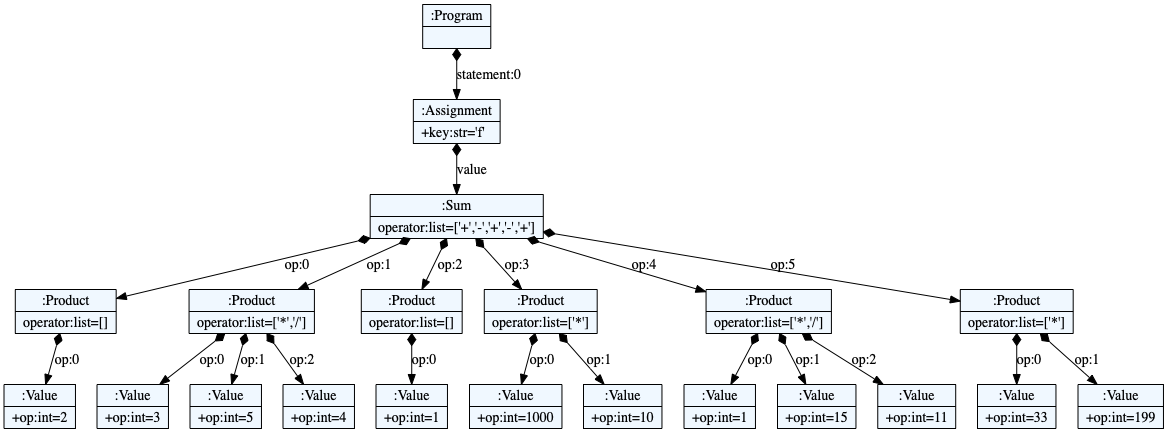 :Program
statement:0
:Assignment
+key:str='f'
value
:Sum
operator:list=['+','-','+','-','+']
op:0 op:1 op:2 op:3 op:4 op:5
:Product :Product :Product :Product :Product :Product
operator:list=[] operator:list=['*','/'] operator:list=[] operator:list=['*'] operator:list=['*','/'] operator:list=['*']
op:0 op:0 op:1 op:2 op:0 op:0 op:1 op:0 op:1 op:2 op:0 op:1
:Value :Value :Value :Value :Value :Value :Value :Value :Value :Value :Value :Value
+op:int=2 +op:int=3 +op:int=5 +op:int=4 +op:int=1 +op:int=1000 +op:int=10 +op:int=1 +op:int=15 +op:int=11 +op:int=33 +op:int=199